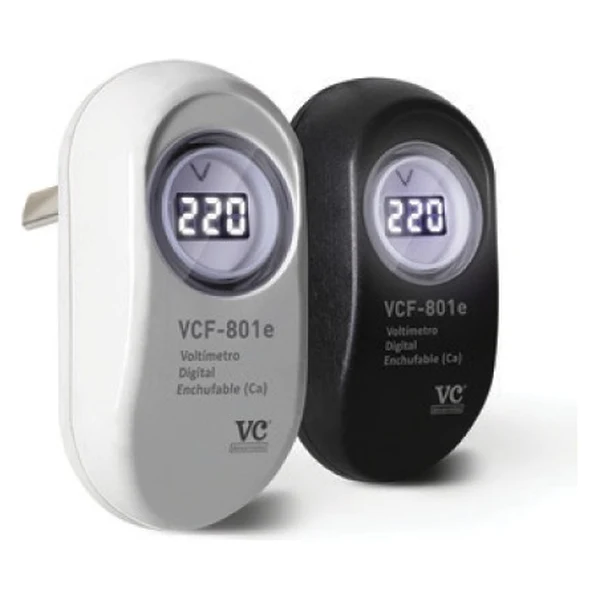 V
220
VCF-801e
Voltímetro
Digital
Enchufable (Ca)
VC
V
220
VCF-801e
Voltímetro
Digital
Enchufable (Ca)
VC